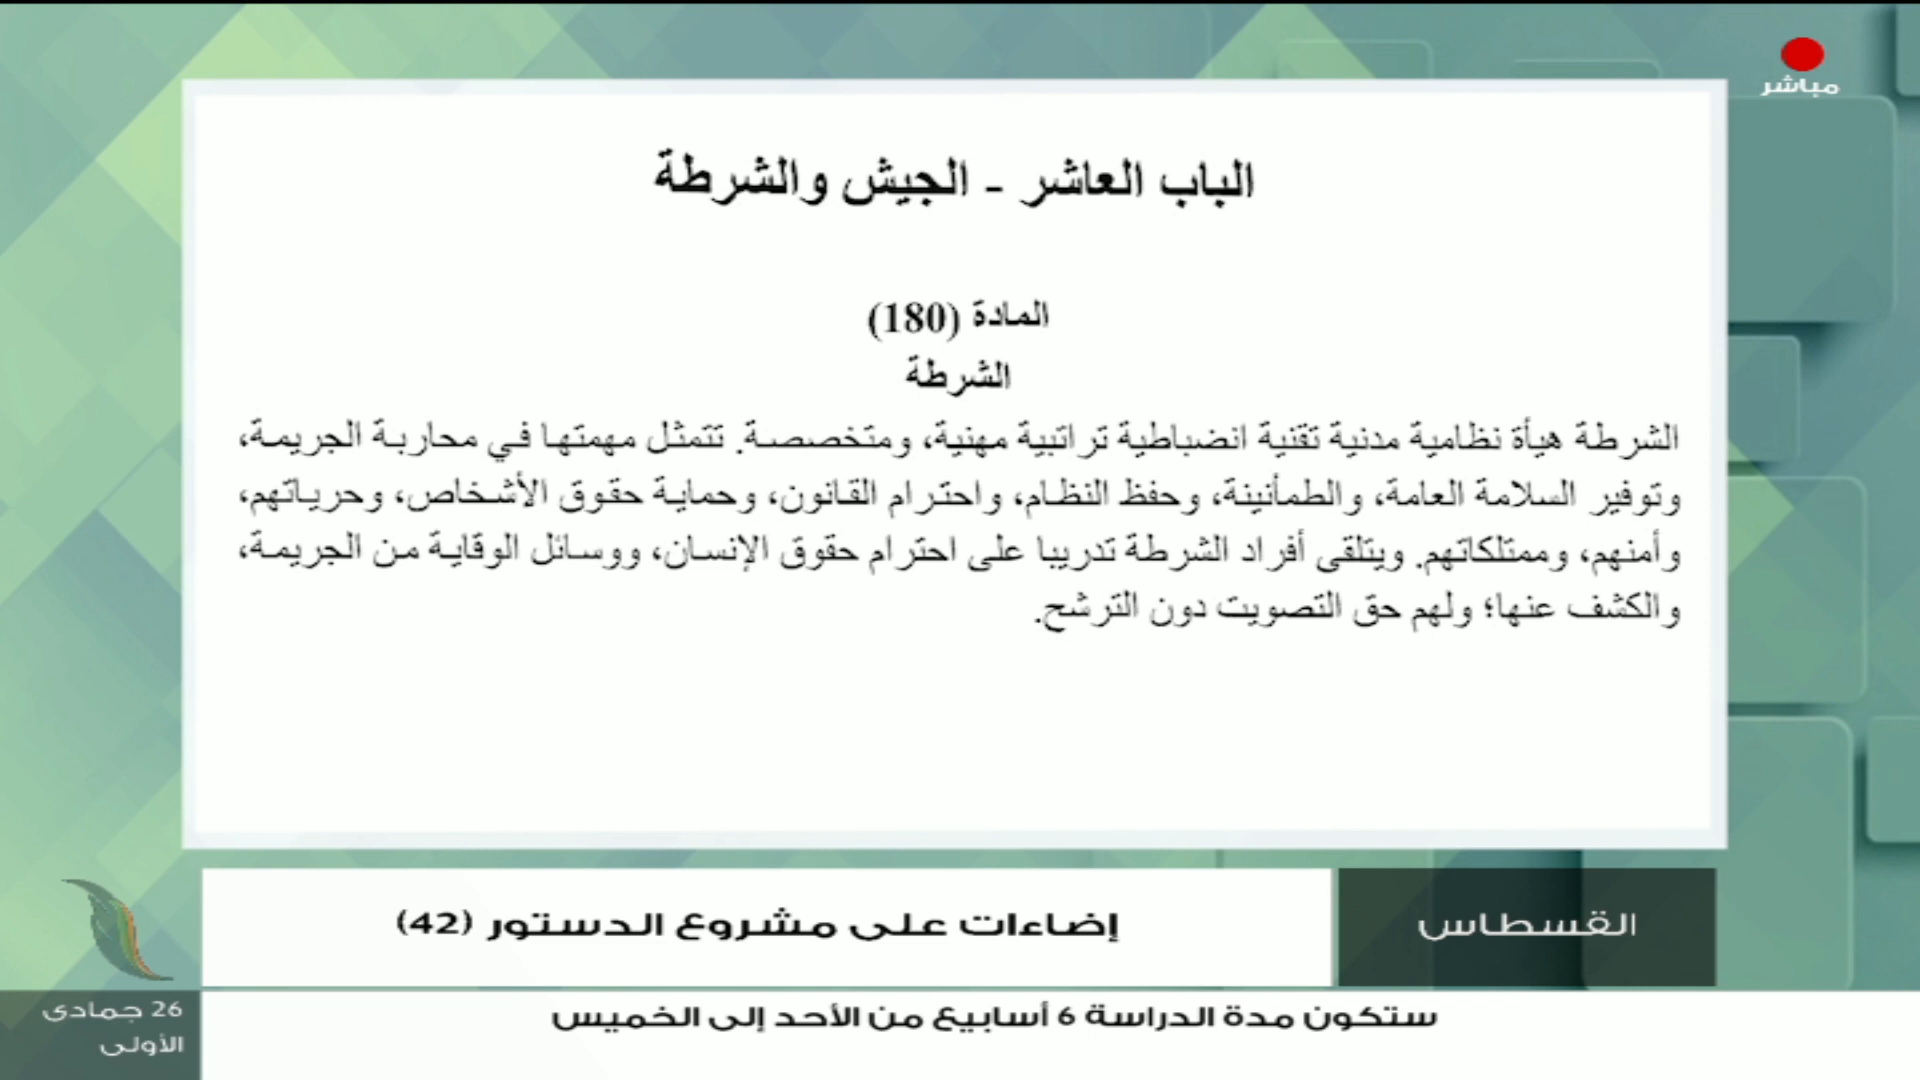 مباشر
الباب العاشر - الجيش والشرطة
المادة (180)
الشرطة
الشرطة هيأة نظامية مدنية تقنية انضباطية تراتبية مهنية، ومتخصصة. تتمثل مهمتها في محاربة الجريمة،
وتوفير السلامة العامة، والطمأنينة، وحفظ النظام، واحترام القانون، وحماية حقوق الأشخاص، وحرياتهم،
وأمنهم، وممتلكاتهم. ويتلقى أفراد الشرطة تدريبا على احترام حقوق الإنسان، ووسائل الوقاية من الجريمة،
والكشف عنها؛ ولهم حق التصويت دون الترشح.
القسطاس
إضاءات على مشروع الدستور (42)
ستكون مدة الدراسة 6 أسابيع من الأحد إلى الخميس
26 جمادى
الأولى